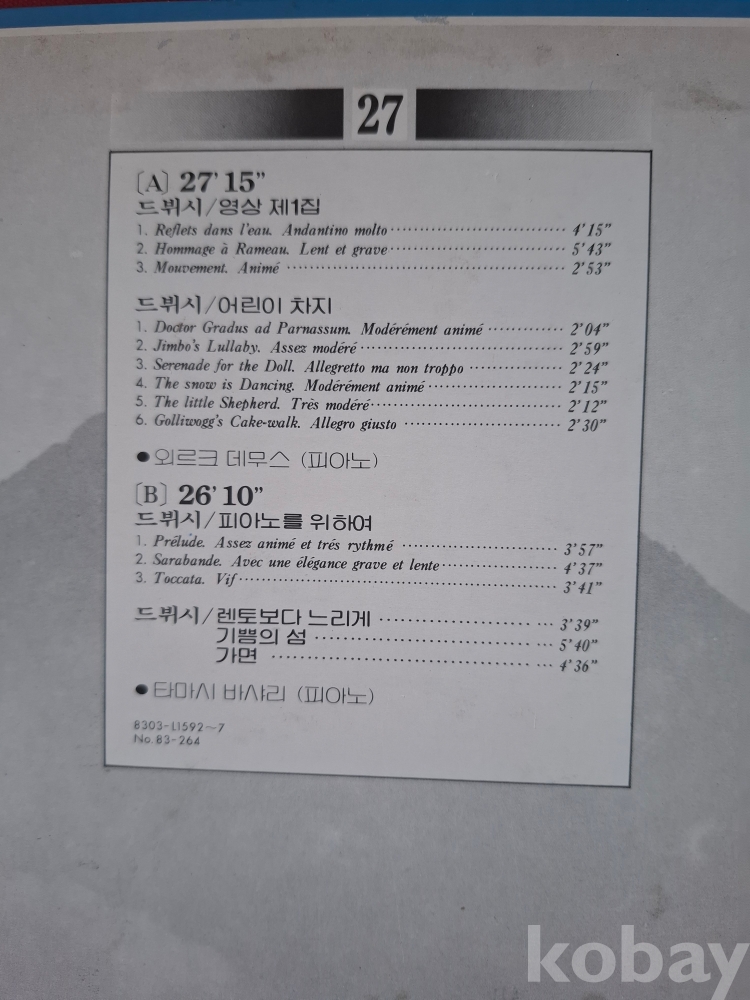 27
[A] 27' 15"
드뷔시/영상 제1집
1. Reflets dans l'eau. Andantino molto 4'15"
2. Hommage à Rameau. Lent et grave 5'43"
3. Mouvement. Animé 2'53"
드뷔시/어린이 차지
1. Doctor Gradus ad Parnassum. Modérément animé 2'04"
2. Jimbo's Lullaby. Assez modéré 2'59"
3. Serenade for the Doll. Allegretto ma non troppo 2'24"
4. The snow is Dancing. Modérément animé 2'15"
5. The little Shepherd. Très modéré 2'12"
6. Golliwogg's Cake-walk. Allegro giusto 2'30"
●외르크 데무스 (피아노)
[B] 26' 10"
드뷔시/피아노를 위하여
1. Prélude. Assez animé et trés rythmé 3'57"
2. Sarabande. Avec une élégance grave et lente 4'37"
3. Toccata. Vif 3'41"
드뷔시/렌토보다 느리게 3'39"
기쁨의 섬 5'40"
가면 4'36"
●타마시 바사리 (피아노)
8303-L1592~7
No. 83-264
kobay